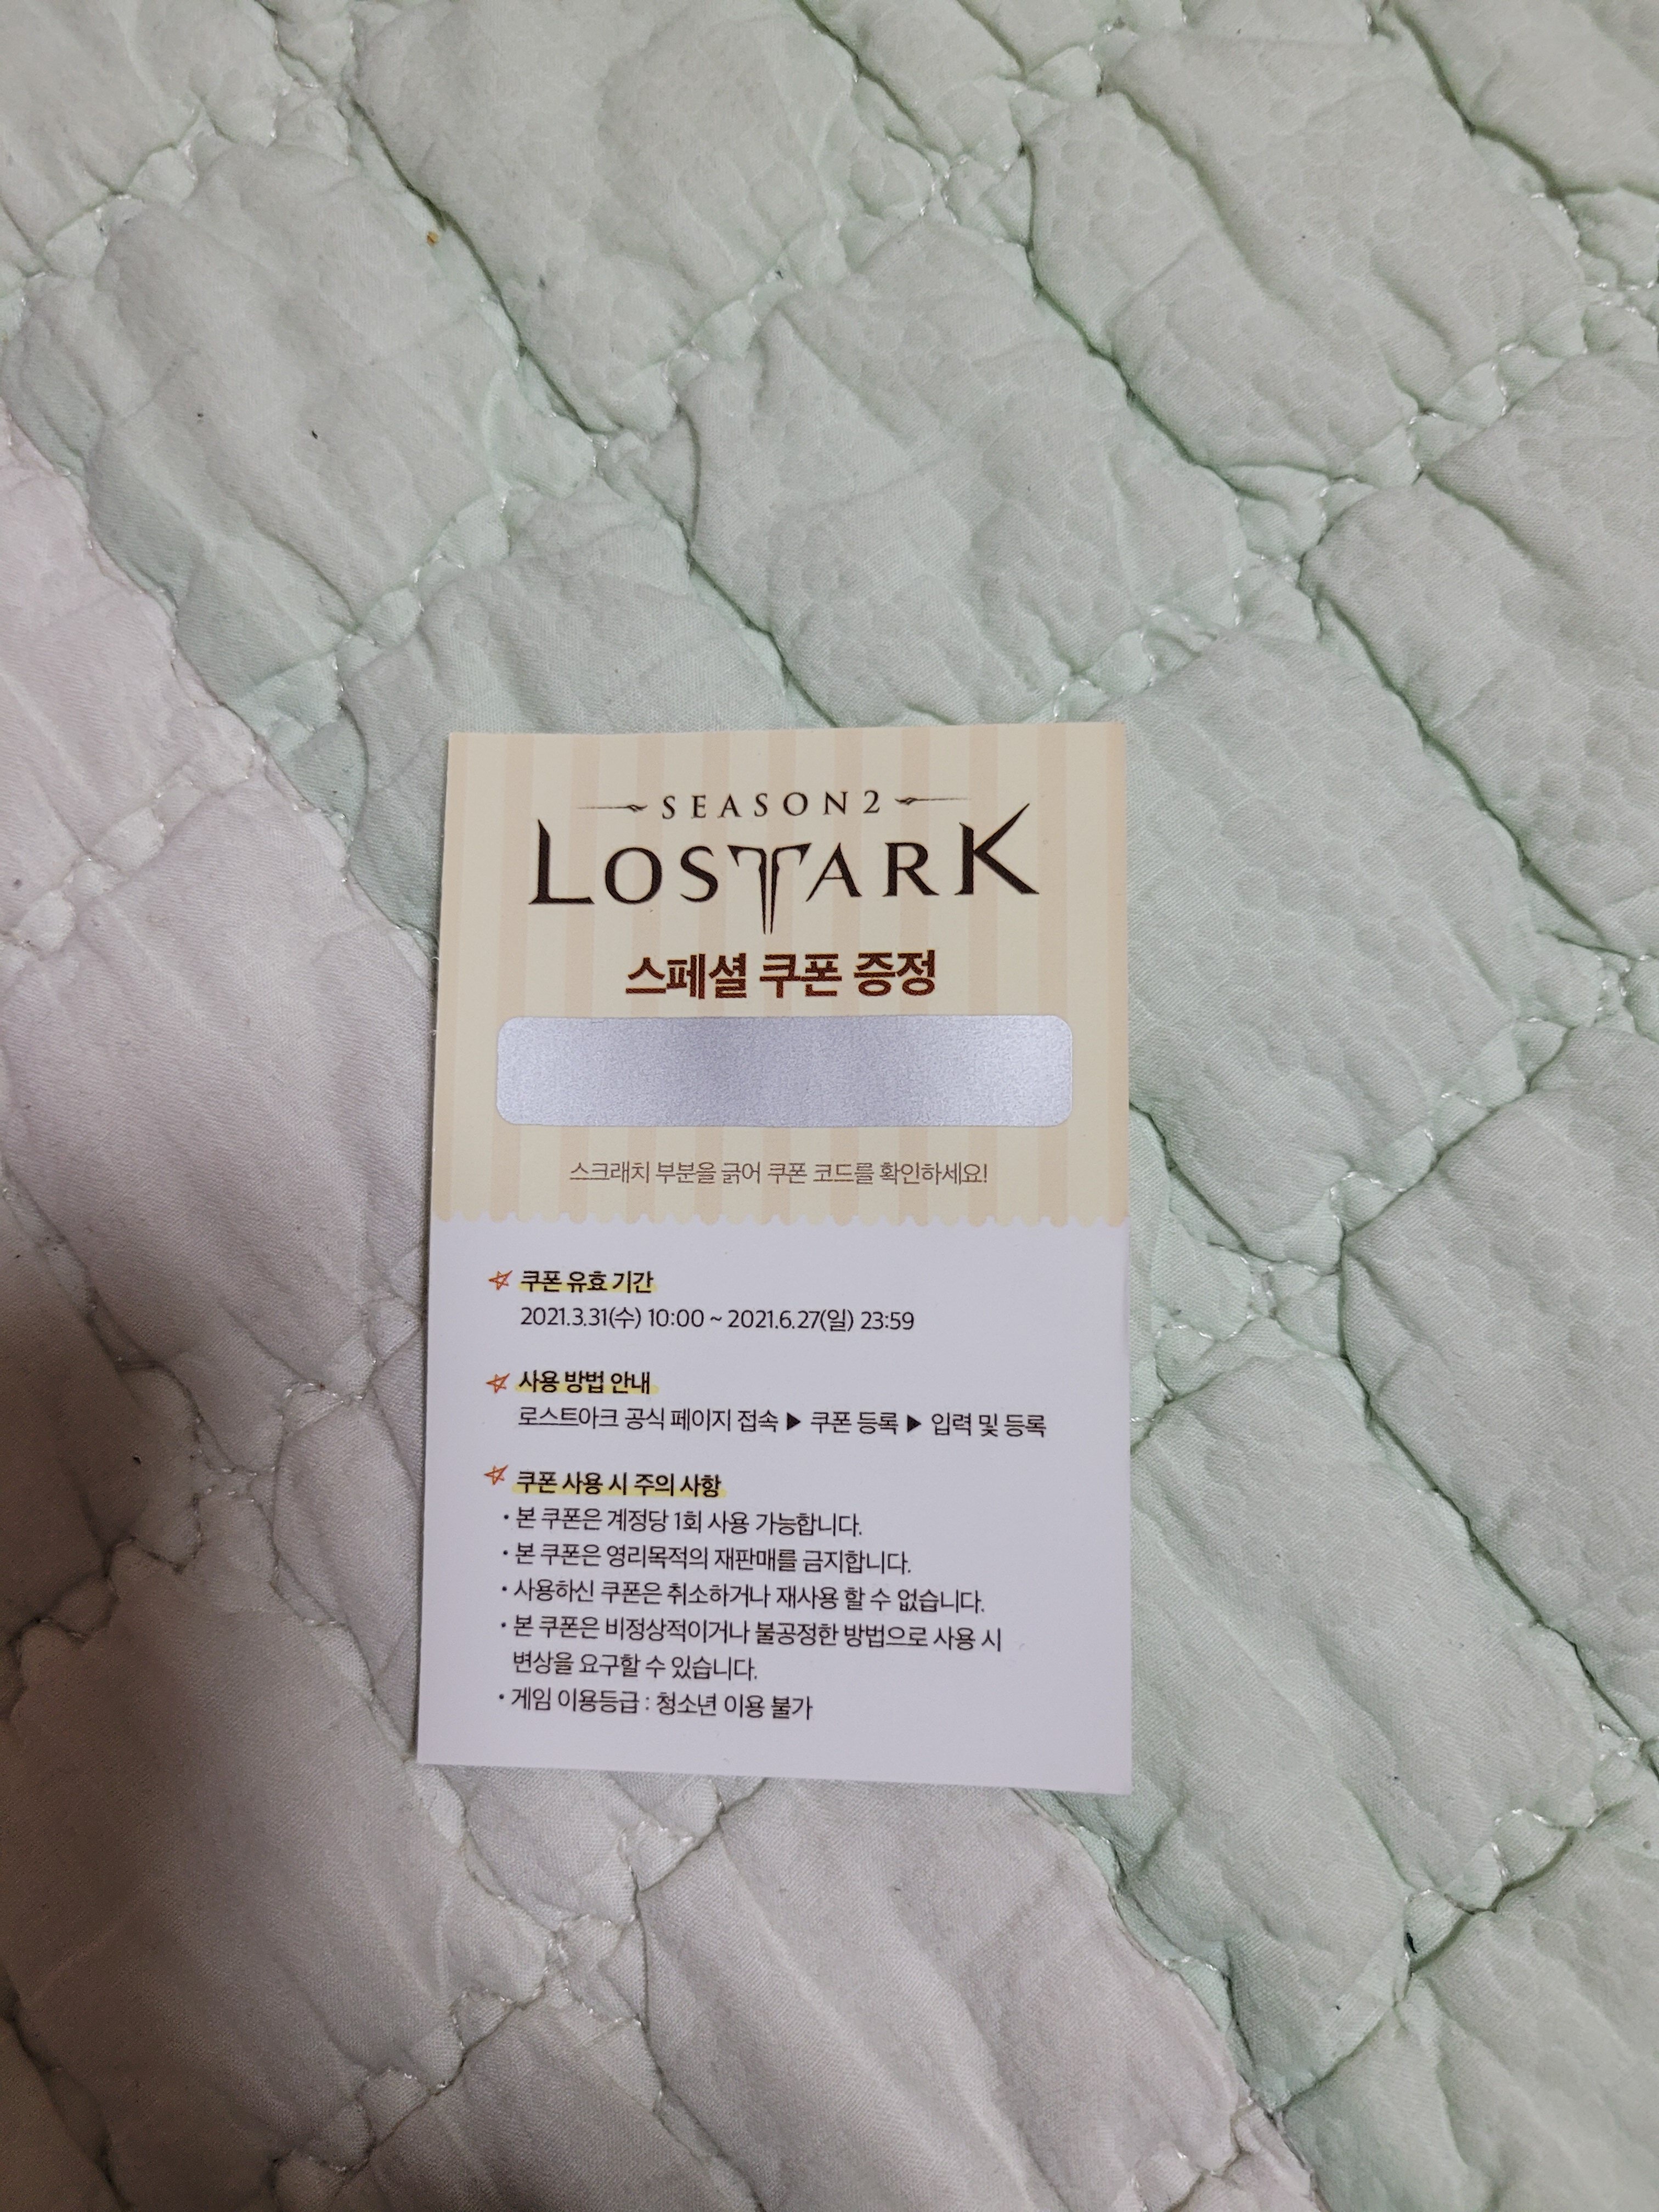 SEASON 2
LOSTARK
스페셜 쿠폰 증정
스크래치 부분을 긁어 쿠폰 코드를 확인하세요!
쿠폰 유효 기간
2021.3.31(수) 10:00 ~ 2021.6.27(일) 23:59
사용 방법 안내
로스트아크 공식 페이지 접속 ▶ 쿠폰 등록 ▶ 입력 및 등록
쿠폰 사용 시 주의 사항
• 본 쿠폰은 계정당 1회 사용 가능합니다.
• 본 쿠폰은 영리목적의 재판매를 금지합니다.
• 사용하신 쿠폰은 취소하거나 재사용 할 수 없습니다.
• 본 쿠폰은 비정상적이거나 불공정한 방법으로 사용 시
변상을 요구할 수 있습니다.
• 게임 이용등급 : 청소년 이용 불가